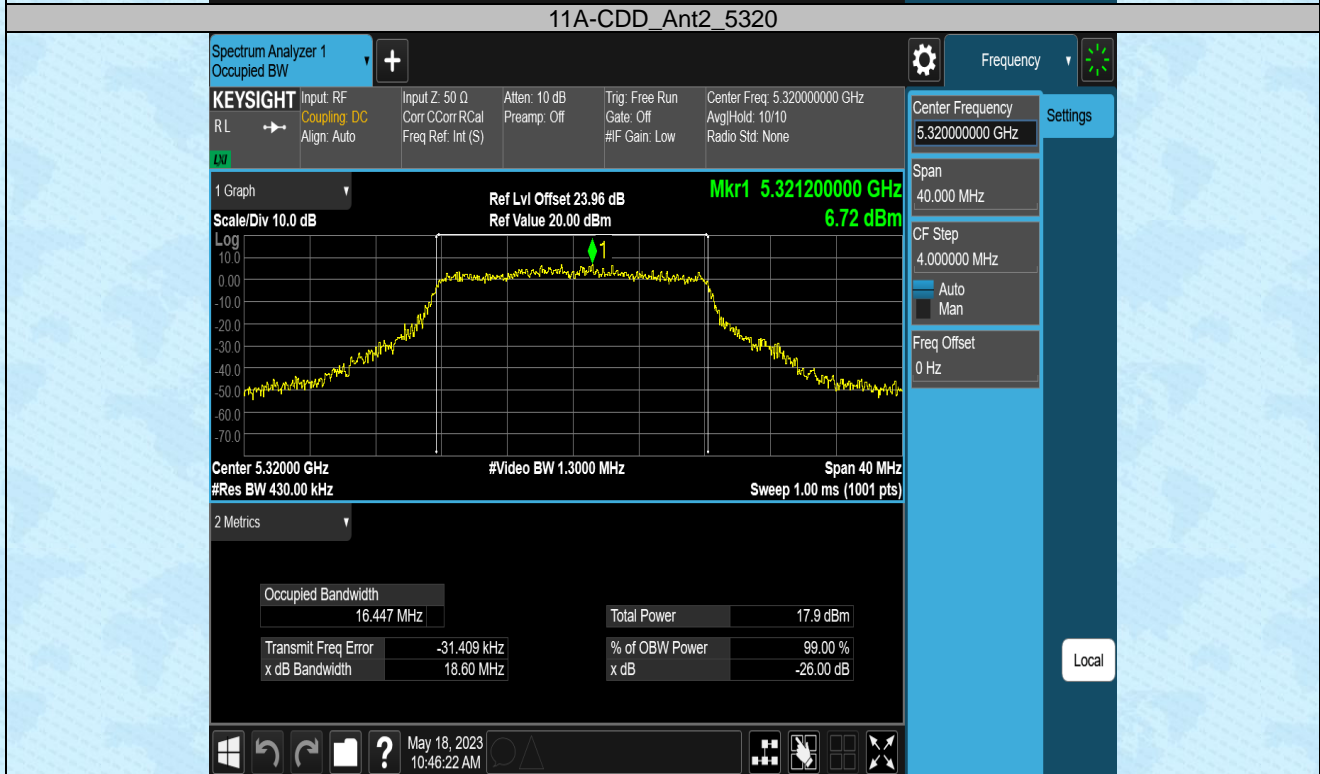 11A-CDD_Ant2_5320
Spectrum Analyzer 1
Occupied BW
Frequency
KEYSIGHT
RL
LXI
Input: RF
Coupling: DC
Align: Auto
Input Z: 50 Ω
Corr CCorr RCal
Freq Ref: Int (S)
Atten: 10 dB
Preamp: Off
Trig: Free Run
Gate: Off
#IF Gain: Low
Center Freq: 5.320000000 GHz
Avg|Hold: 10/10
Radio Std: None
Center Frequency
5.320000000 GHz
Settings
Span
40.000 MHz
CF Step
4.000000 MHz
Auto
Man
Freq Offset
0 Hz
1 Graph
Scale/Div 10.0 dB
Ref Lvl Offset 23.96 dB
Ref Value 20.00 dBm
Mkr1 5.321200000 GHz
6.72 dBm
Log
10.0
0.00
-10.0
-20.0
-30.0
-40.0
-50.0
-60.0
-70.0
1
Center 5.32000 GHz
#Res BW 430.00 kHz
#Video BW 1.3000 MHz
Span 40 MHz
Sweep 1.00 ms (1001 pts)
2 Metrics
Occupied Bandwidth
16.447 MHz
Total Power 17.9 dBm
Transmit Freq Error -31.409 kHz
% of OBW Power 99.00 %
x dB Bandwidth 18.60 MHz
x dB -26.00 dB
Local
?
May 18, 2023
10:46:22 AM